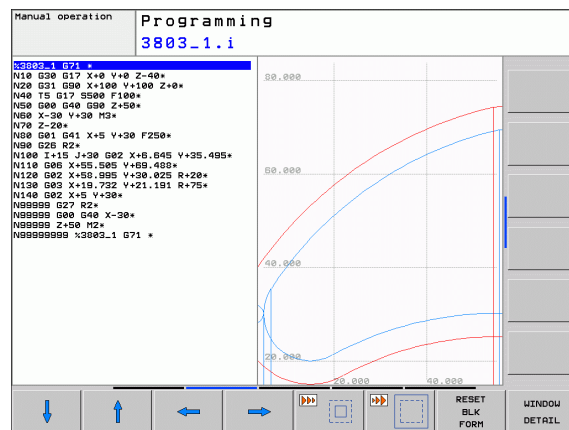 Manual operation
Programming
3803_1.i
%3803_1 G71 *
N10 G30 G17 X+0 Y+0 Z-40*
N20 G31 G90 X+100 Y+100 Z+0*
N40 T5 G17 S500 F100*
N50 G00 G40 G90 Z+50*
N60 X-30 Y+30 M3*
N70 Z-20*
N80 G01 G41 X+5 Y+30 F250*
N90 G26 R2*
N100 I+15 J+30 G02 X+6.645 Y+35.495*
N110 G06 X+55.505 Y+69.488*
N120 G02 X+58.995 Y+30.025 R+20*
N130 G03 X+19.732 Y+21.191 R+75*
N140 G02 X+5 Y+30*
N99999 G27 R2*
N99999 G00 G40 X-30*
N99999 Z+50 M2*
N99999999 %3803_1 G71 *
80.000
60.000
40.000
20.000
20.000
40.000
RESET
BLK
FORM
WINDOW
DETAIL